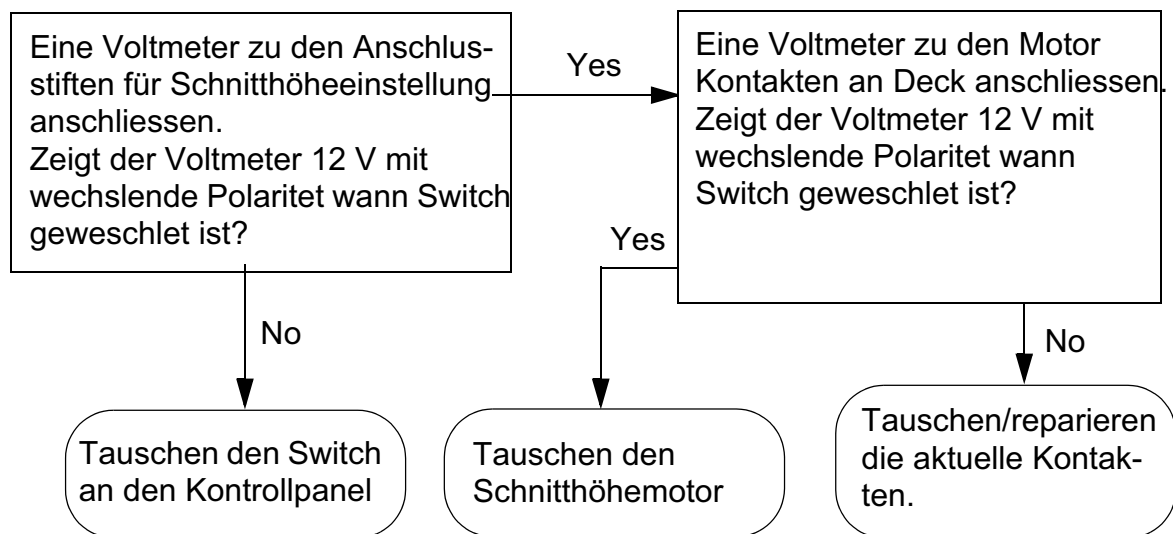 Eine Voltmeter zu den Anschlus-
stiften für Schnitthöheeinstellung
anschliessen.
Zeigt der Voltmeter 12 V mit
wechslende Polaritet wann Switch
geweschlet ist?
Yes
Eine Voltmeter zu den Motor
Kontakten an Deck anschliessen.
Zeigt der Voltmeter 12 V mit
wechslende Polaritet wann
Switch geweschlet ist?
Yes
No
No
Tauschen den Switch
an den Kontrollpanel
Tauschen den
Schnitthöhemotor
Tauschen/reparieren
die aktuelle Kontak-
ten.